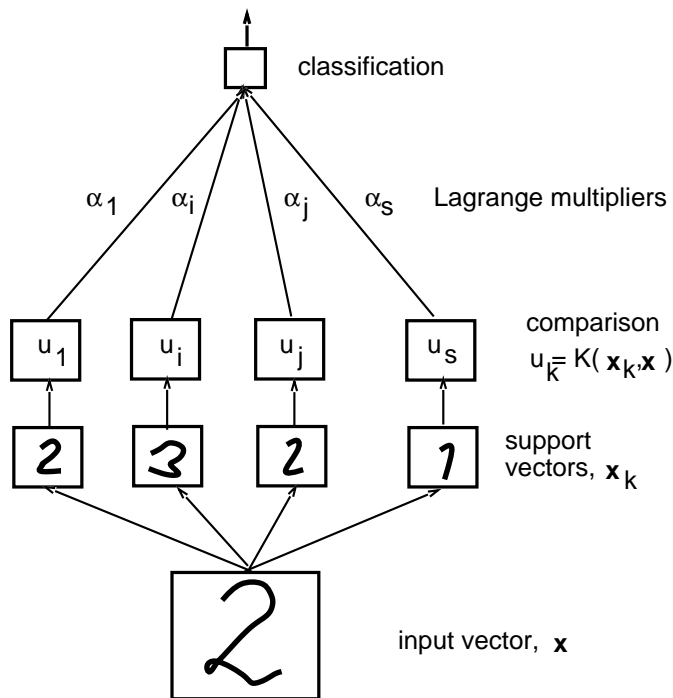 classification
α1 αi αj αs Lagrange multipliers
comparison
u1 ui uj us uk= K( xk,x )
2 3 2 1 support
vectors, xk
2
input vector, x